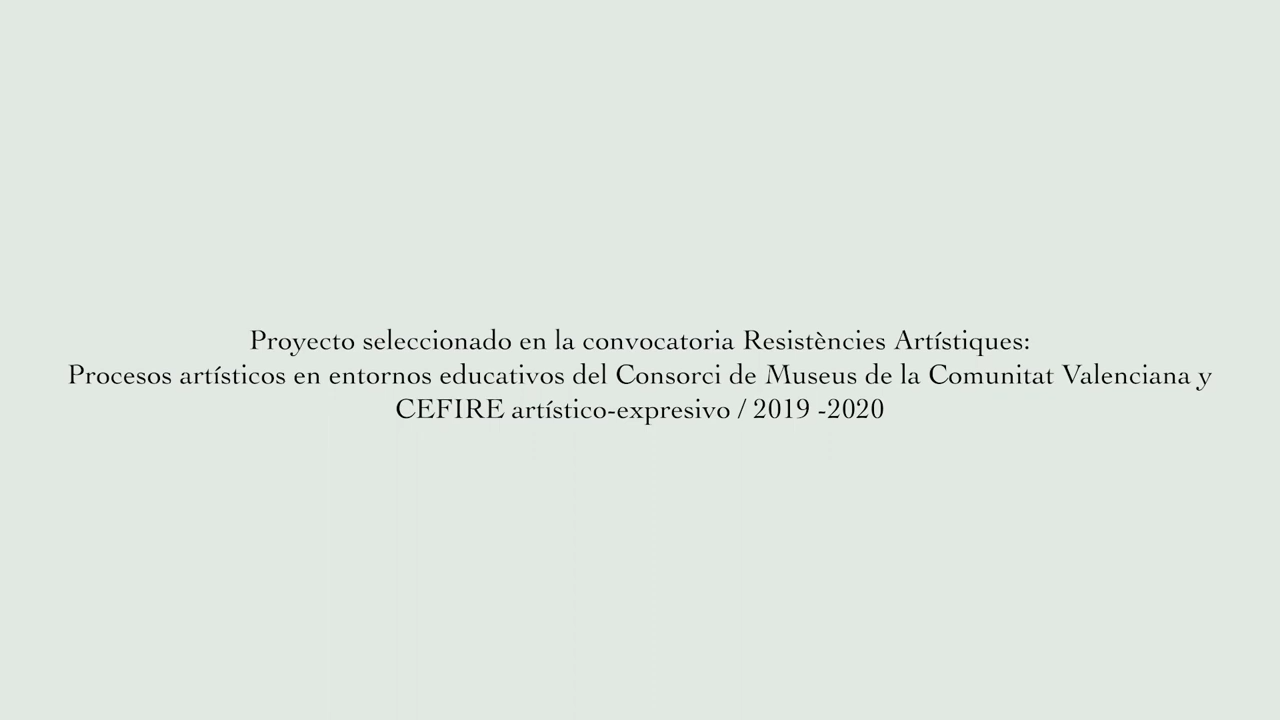 Proyecto seleccionado en la convocatoria Resistències Artístiques:
Procesos artísticos en entornos educativos del Consorci de Museus de la Comunitat Valenciana y
CEFIRE artístico-expresivo / 2019 -2020